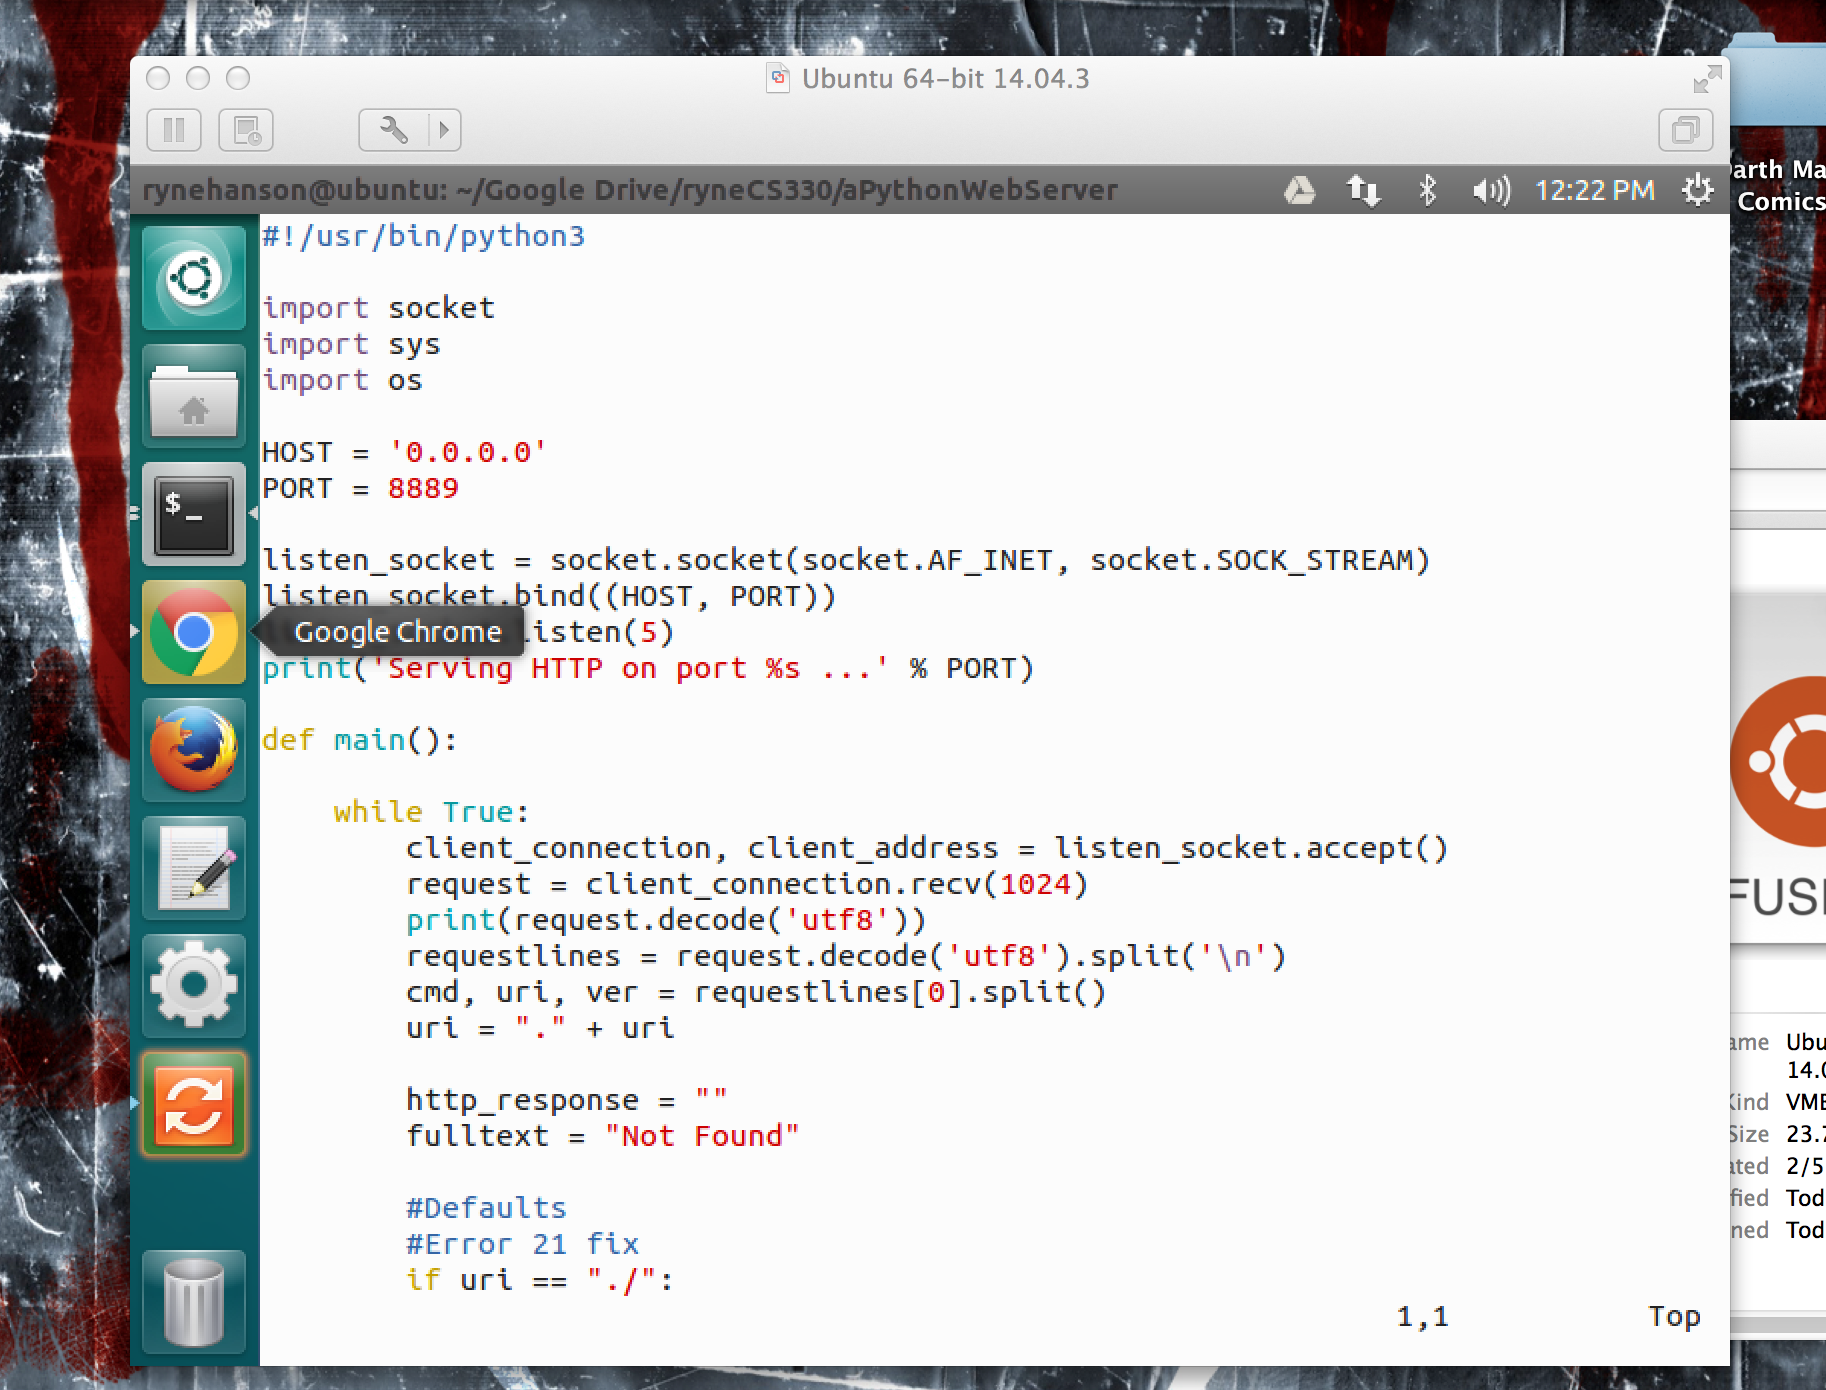 Ubuntu 64-bit 14.04.3
rynehanson@ubuntu: ~/Google Drive/ryneCS330/aPythonWebServer
12:22 PM
#!/usr/bin/python3
import socket
import sys
import os
HOST = '0.0.0.0'
PORT = 8889
listen_socket = socket.socket(socket.AF_INET, socket.SOCK_STREAM)
listen_socket.bind((HOST, PORT))
Google Chrome
listen(5)
print('Serving HTTP on port %s ...' % PORT)
def main():
while True:
client_connection, client_address = listen_socket.accept()
request = client_connection.recv(1024)
print(request.decode('utf8'))
requestlines = request.decode('utf8').split('\n')
cmd, uri, ver = requestlines[0].split()
uri = "." + uri
http_response = ""
fulltext = "Not Found"
#Defaults
#Error 21 fix
if uri == "./":
1,1 Top
$_
arth Ma
Comics
FUS
ame Ubu
14.0
Kind VM
Size 23.
ated 2/5
fied Tod
ned Tod